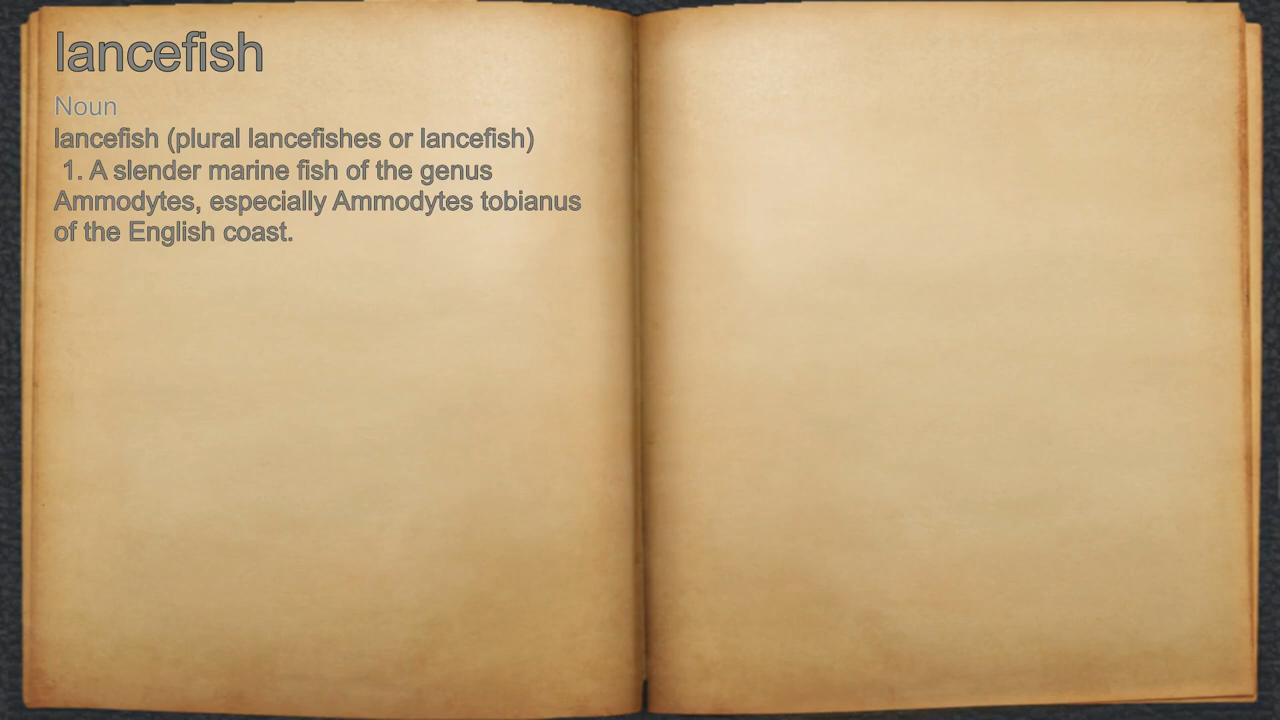 lancefish
Noun
lancefish (plural lancefishes or lancefish)
1. A slender marine fish of the genus
Ammodytes, especially Ammodytes tobianus
of the English coast.